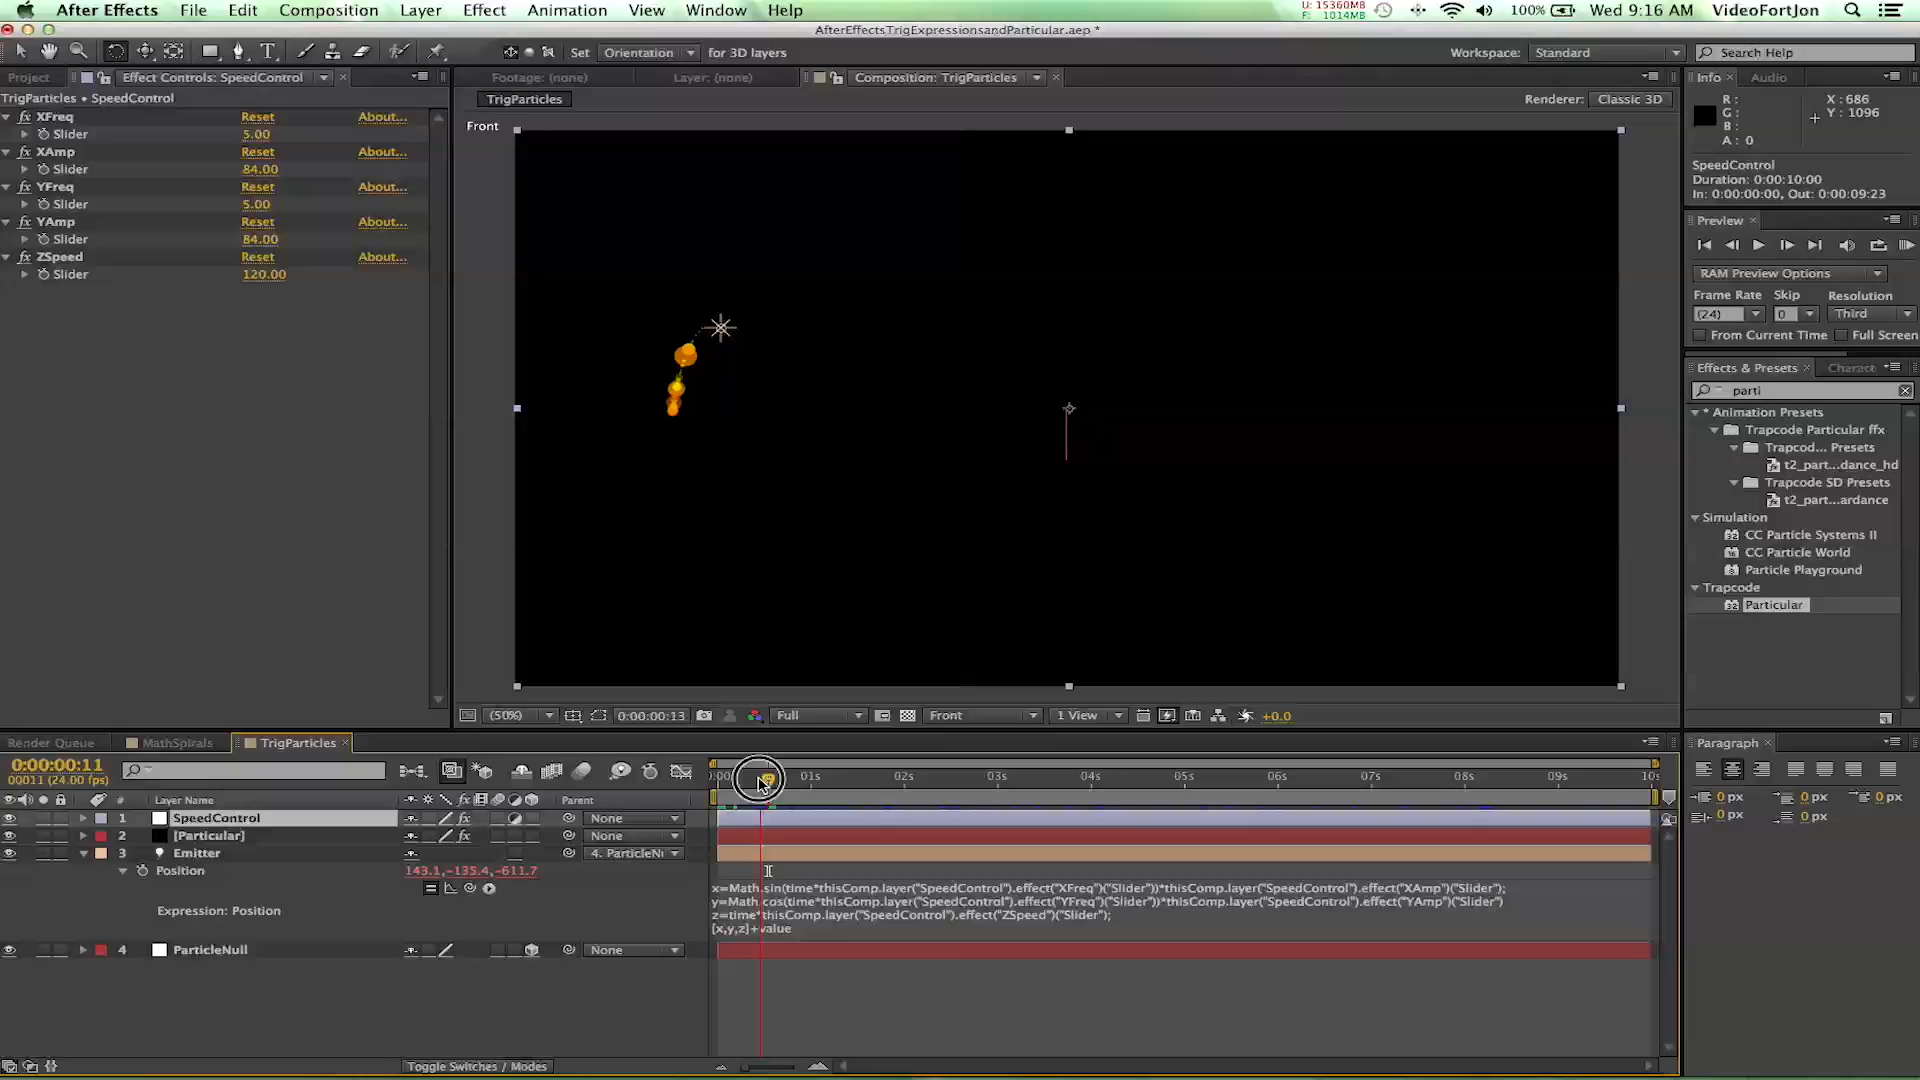 After Effects File Edit Composition Layer Effect Animation View Window Help
U: 15360MB F: 1014MB 100% Wed 9:16 AM VideoFortJon
AfterEffectsTrigExpressionsandParticular.aep *
Set Orientation for 3D layers Workspace: Standard Search Help
Project Effect Controls: SpeedControl Footage: (none) Layer: (none) Composition: TrigParticles Info Audio
TrigParticles • SpeedControl TrigParticles Renderer: Classic 3D
R: X: 686
G: Y: 1096
B:
A: 0
XFreq Reset About...
Slider 5.00
XAmp Reset About...
Slider 84.00
YFreq Reset About...
Slider 5.00
YAmp Reset About...
Slider 84.00
ZSpeed Reset About...
Slider 120.00
Front
SpeedControl
Duration: 0:00:10:00
In: 0:00:00:00, Out: 0:00:09:23
Preview
RAM Preview Options
Frame Rate Skip Resolution
(24) 0 Third
From Current Time Full Screen
Effects & Presets Charact
parti
* Animation Presets
Trapcode Particular ffx
Trapcod... Presets
t2_part...dance_hd
Trapcode SD Presets
t2_part...ardance
Simulation
CC Particle Systems II
CC Particle World
Particle Playground
Trapcode
Particular
(50%) 0:00:00:13 Full Front 1 View +0.0
Render Queue MathSpirals TrigParticles Paragraph
0:00:00:11
00011 (24.00 fps)
:00 01s 02s 03s 04s 05s 06s 07s 08s 09s 10s
# Layer Name Parent
0 px 0 px 0 px
0 px 0 px
1 SpeedControl None
2 [Particular] None
3 Emitter 4. ParticleNu
Position 143.1,-135.4,-611.7
Expression: Position
x=Math.sin(time*thisComp.layer("SpeedControl").effect("XFreq")("Slider"))*thisComp.layer("SpeedControl").effect("XAmp")("Slider");
y=Math.cos(time*thisComp.layer("SpeedControl").effect("YFreq")("Slider"))*thisComp.layer("SpeedControl").effect("YAmp")("Slider")
z=time*thisComp.layer("SpeedControl").effect("ZSpeed")("Slider");
[x,y,z]+value
4 ParticleNull None
Toggle Switches / Modes